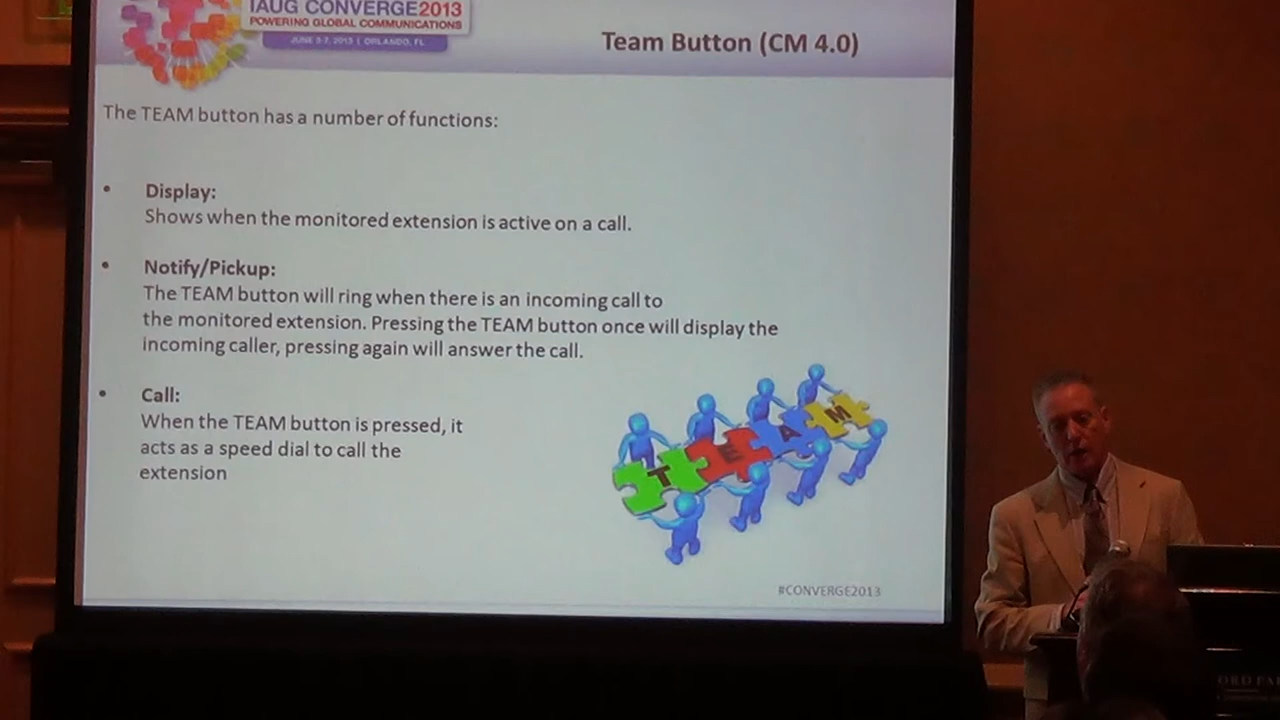 IAUG CONVERGE2013
POWERING GLOBAL COMMUNICATIONS
JUNE 3-7, 2013 | ORLANDO, FL
Team Button (CM 4.0)
The TEAM button has a number of functions:
• Display:
Shows when the monitored extension is active on a call.
• Notify/Pickup:
The TEAM button will ring when there is an incoming call to
the monitored extension. Pressing the TEAM button once will display the
incoming caller, pressing again will answer the call.
• Call:
When the TEAM button is pressed, it
acts as a speed dial to call the
extension
TEAM
#CONVERGE2013